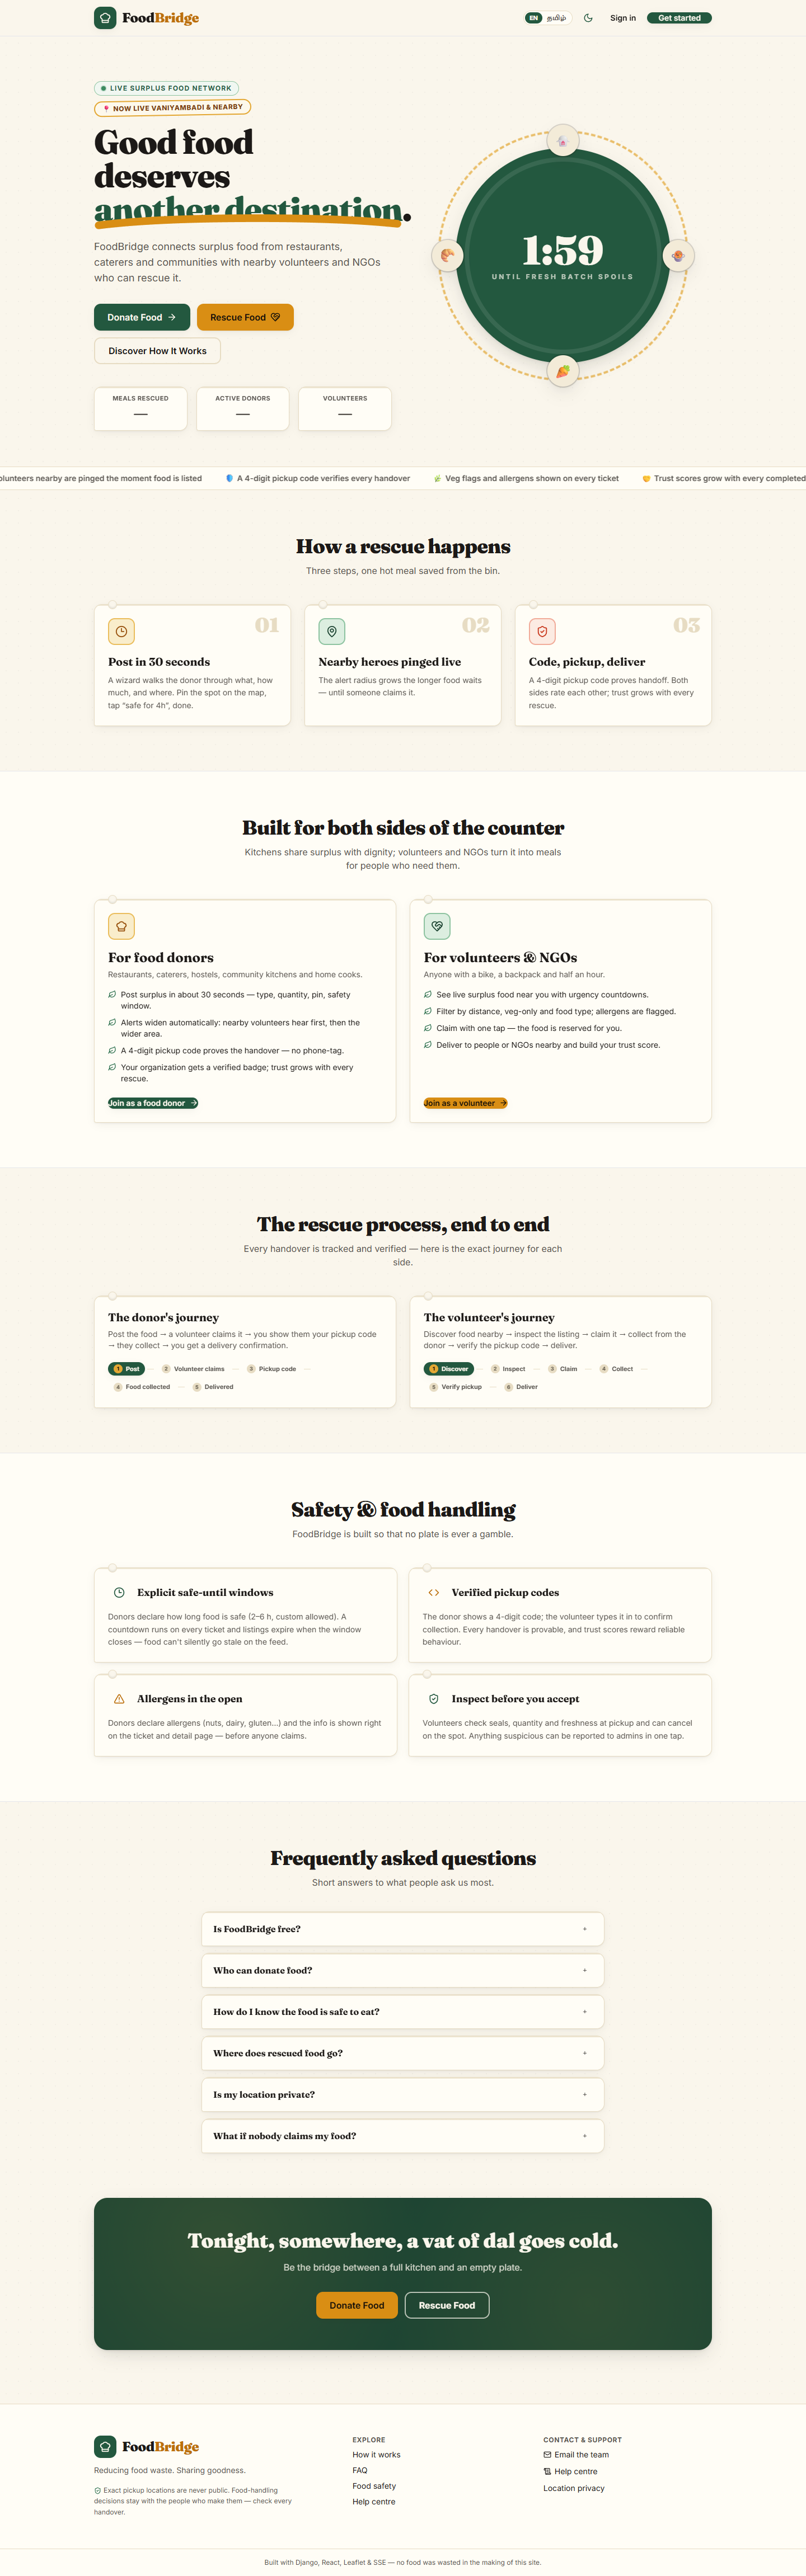 FoodBridge
EN தமிழ் Sign in Get started
LIVE SURPLUS FOOD NETWORK
NOW LIVE VANIYAMBADI & NEARBY
Good food
deserves
another destination.
FoodBridge connects surplus food from restaurants,
caterers and communities with nearby volunteers and NGOs
who can rescue it.
Donate Food → Rescue Food
Discover How It Works
MEALS RESCUED ACTIVE DONORS VOLUNTEERS
— — —
1:59
UNTIL FRESH BATCH SPOILS
olunteers nearby are pinged the moment food is listed A 4-digit pickup code verifies every handover Veg flags and allergens shown on every ticket Trust scores grow with every completed
How a rescue happens
Three steps, one hot meal saved from the bin.
01
Post in 30 seconds
A wizard walks the donor through what, how
much, and where. Pin the spot on the map,
tap "safe for 4h", done.
02
Nearby heroes pinged live
The alert radius grows the longer food waits
— until someone claims it.
03
Code, pickup, deliver
A 4-digit pickup code proves handoff. Both
sides rate each other; trust grows with every
rescue.
Built for both sides of the counter
Kitchens share surplus with dignity; volunteers and NGOs turn it into meals
for people who need them.
For food donors
Restaurants, caterers, hostels, community kitchens and home cooks.
Post surplus in about 30 seconds — type, quantity, pin, safety
window.
Alerts widen automatically: nearby volunteers hear first, then the
wider area.
A 4-digit pickup code proves the handover — no phone-tag.
Your organization gets a verified badge; trust grows with every
rescue.
Join as a food donor →
For volunteers & NGOs
Anyone with a bike, a backpack and half an hour.
See live surplus food near you with urgency countdowns.
Filter by distance, veg-only and food type; allergens are flagged.
Claim with one tap — the food is reserved for you.
Deliver to people or NGOs nearby and build your trust score.
Join as a volunteer →
The rescue process, end to end
Every handover is tracked and verified — here is the exact journey for each
side.
The donor's journey
Post the food → a volunteer claims it → you show them your pickup code
→ they collect → you get a delivery confirmation.
1 Post — 2 Volunteer claims — 3 Pickup code —
4 Food collected — 5 Delivered
The volunteer's journey
Discover food nearby → inspect the listing → claim it → collect from the
donor → verify the pickup code → deliver.
1 Discover — 2 Inspect — 3 Claim — 4 Collect —
5 Verify pickup — 6 Deliver
Safety & food handling
FoodBridge is built so that no plate is ever a gamble.
Explicit safe-until windows
Donors declare how long food is safe (2–6 h, custom allowed). A
countdown runs on every ticket and listings expire when the window
closes — food can't silently go stale on the feed.
Verified pickup codes
The donor shows a 4-digit code; the volunteer types it in to confirm
collection. Every handover is provable, and trust scores reward reliable
behaviour.
Allergens in the open
Donors declare allergens (nuts, dairy, gluten...) and the info is shown right
on the ticket and detail page — before anyone claims.
Inspect before you accept
Volunteers check seals, quantity and freshness at pickup and can cancel
on the spot. Anything suspicious can be reported to admins in one tap.
Frequently asked questions
Short answers to what people ask us most.
Is FoodBridge free? +
Who can donate food? +
How do I know the food is safe to eat? +
Where does rescued food go? +
Is my location private? +
What if nobody claims my food? +
Tonight, somewhere, a vat of dal goes cold.
Be the bridge between a full kitchen and an empty plate.
Donate Food Rescue Food
FoodBridge
Reducing food waste. Sharing goodness.
Exact pickup locations are never public. Food-handling
decisions stay with the people who make them — check every
handover.
EXPLORE
How it works
FAQ
Food safety
Help centre
CONTACT & SUPPORT
Email the team
Help centre
Location privacy
Built with Django, React, Leaflet & SSE — no food was wasted in the making of this site.